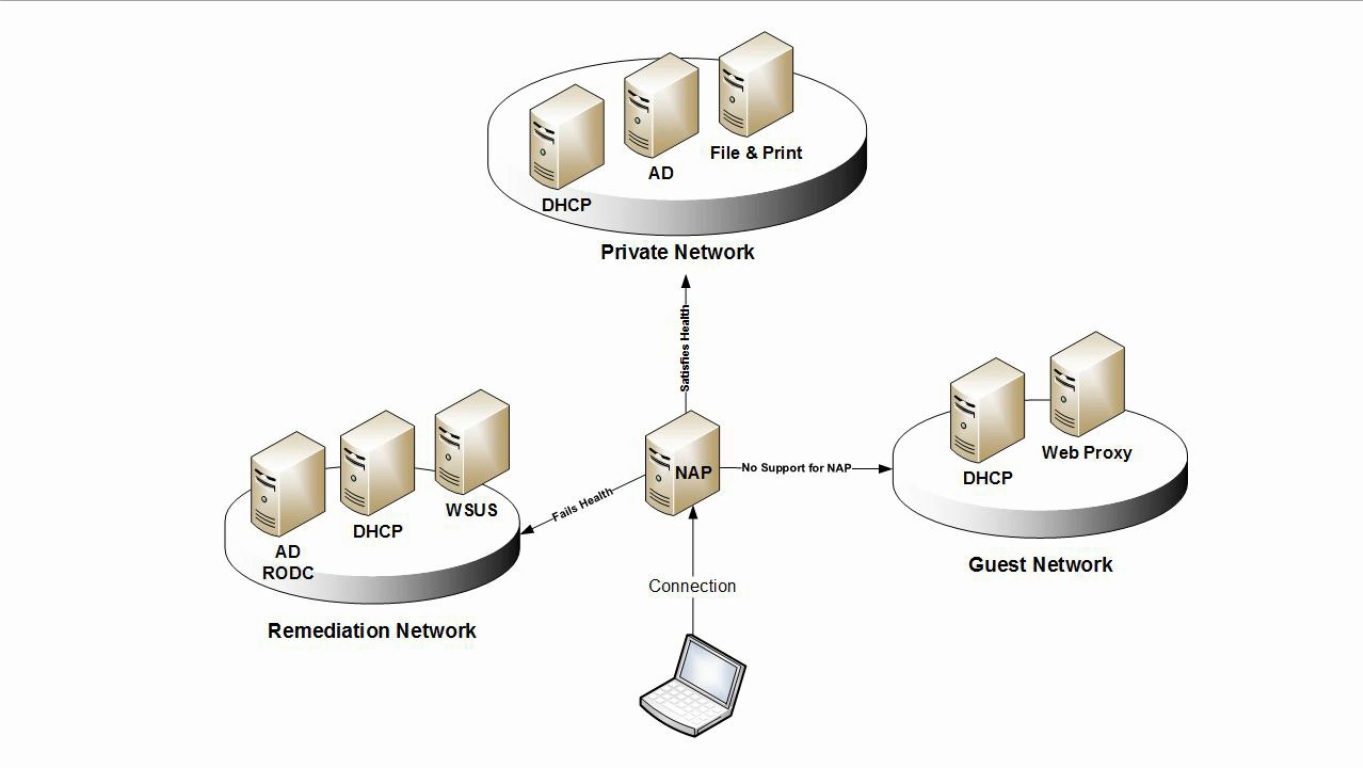 File & Print
AD
DHCP
Private Network
Satisfies Health
NAP
No Support for NAP
Fails Health
Web Proxy
DHCP
Guest Network
WSUS
DHCP
AD
RODC
Remediation Network
Connection